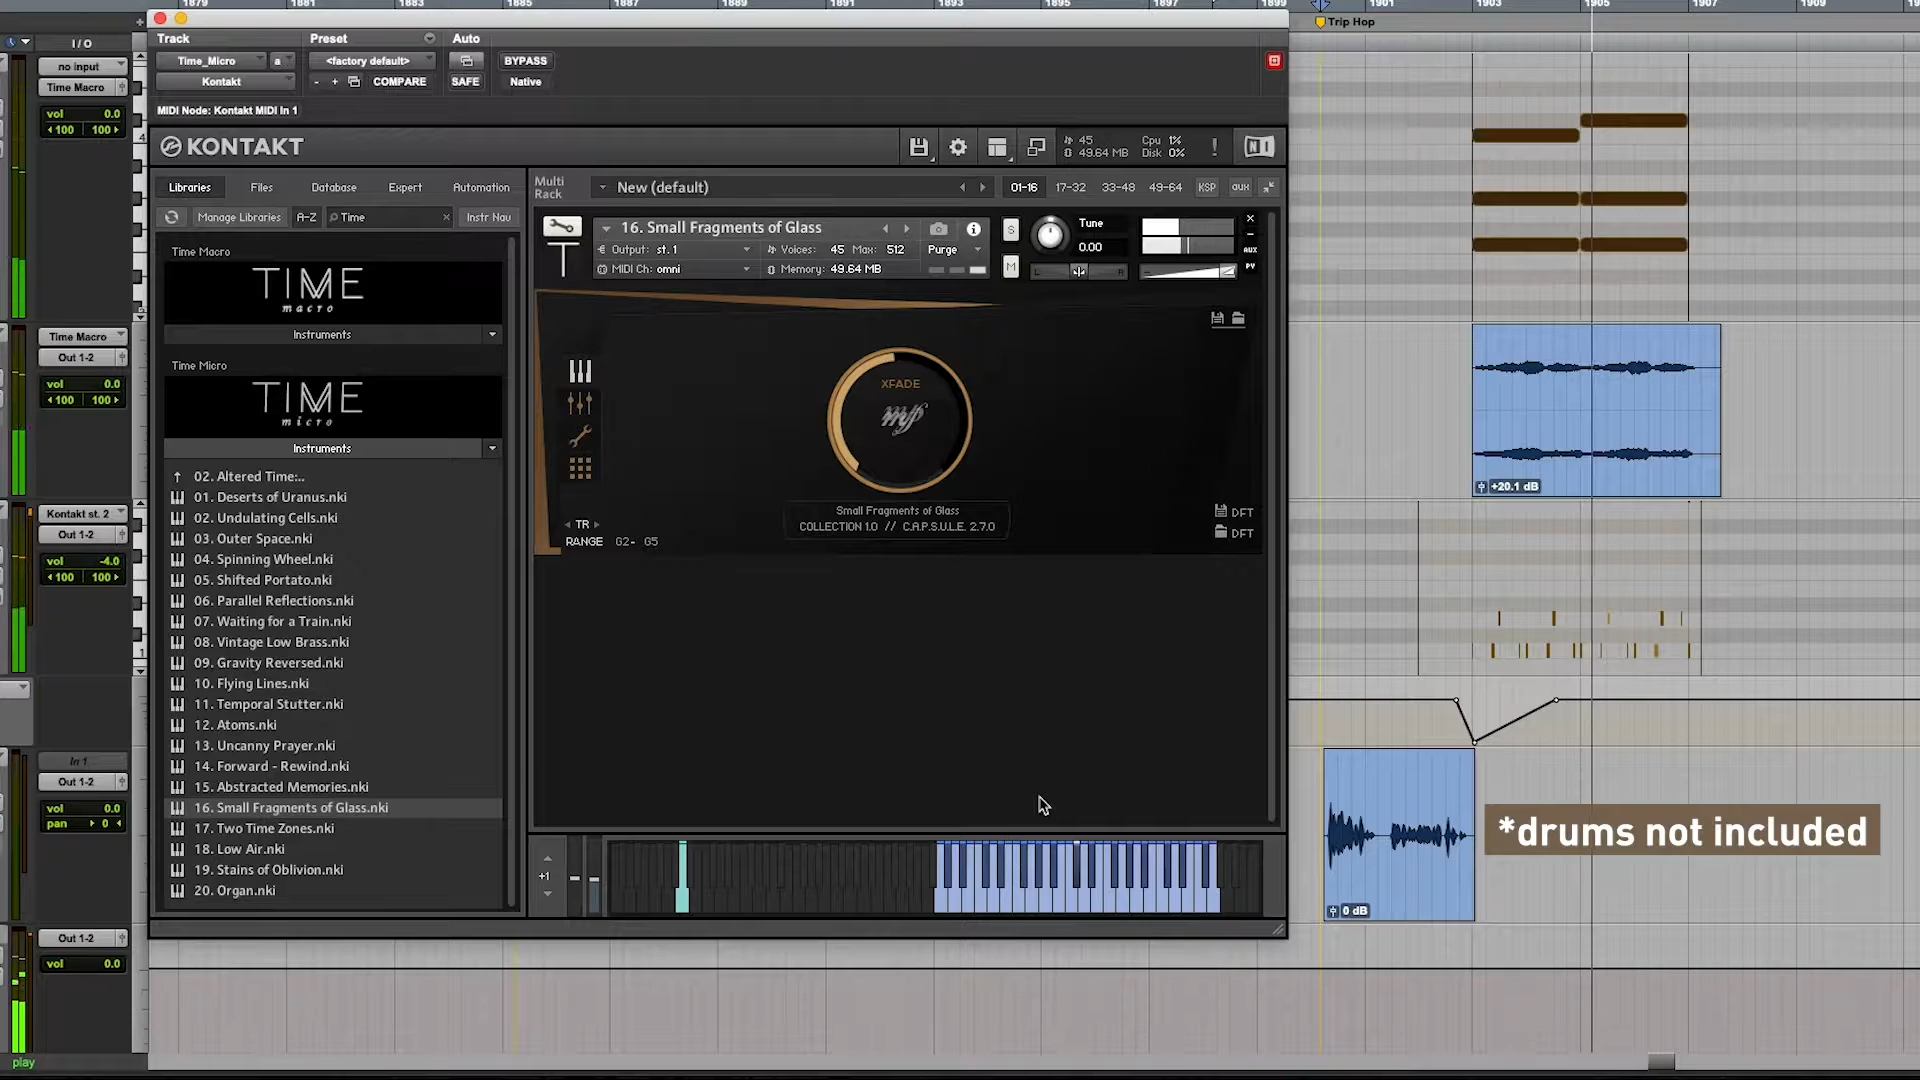 1879 1881 1883 1885 1887 1889 1891 1893 1895 1897 1899 1901 1903 1905 1907 1909
Trip Hop
I/O
no input
Time Macro
vol 0.0
100 100
Time Macro
Out 1-2
vol 0.0
100 100
Kontakt st. 2
Out 1-2
vol -4.0
100 100
In 1
Out 1-2
vol 0.0
pan 0
Out 1-2
vol 0.0
play
Track Preset Auto
Time_Micro a <factory default> BYPASS
Kontakt - + COMPARE SAFE Native
MIDI Node: Kontakt MIDI In 1
KONTAKT
45 Cpu 1%
49.64 MB Disk 0%
! NI
Libraries Files Database Expert Automation
Manage Libraries A-Z Time × Instr Nav
Time Macro
TIME
macro
Instruments
Time Micro
TIME
micro
Instruments
02. Altered Time:..
01. Deserts of Uranus.nki
02. Undulating Cells.nki
03. Outer Space.nki
04. Spinning Wheel.nki
05. Shifted Portato.nki
06. Parallel Reflections.nki
07. Waiting for a Train.nki
08. Vintage Low Brass.nki
09. Gravity Reversed.nki
10. Flying Lines.nki
11. Temporal Stutter.nki
12. Atoms.nki
13. Uncanny Prayer.nki
14. Forward - Rewind.nki
15. Abstracted Memories.nki
16. Small Fragments of Glass.nki
17. Two Time Zones.nki
18. Low Air.nki
19. Stains of Oblivion.nki
20. Organ.nki
Multi
Rack
New (default) 01-16 17-32 33-48 49-64 KSP AUX
16. Small Fragments of Glass
Output: st. 1 Voices: 45 Max: 512 Purge
MIDI Ch: omni Memory: 49.64 MB
S
M
Tune
0.00
L R
AUX
PV
XFADE
mf
Small Fragments of Glass
COLLECTION 1.0 // C.A.P.S.U.L.E. 2.7.0
TR
RANGE G2- G5
DFT
DFT
+1
+20.1 dB
0 dB
*drums not included